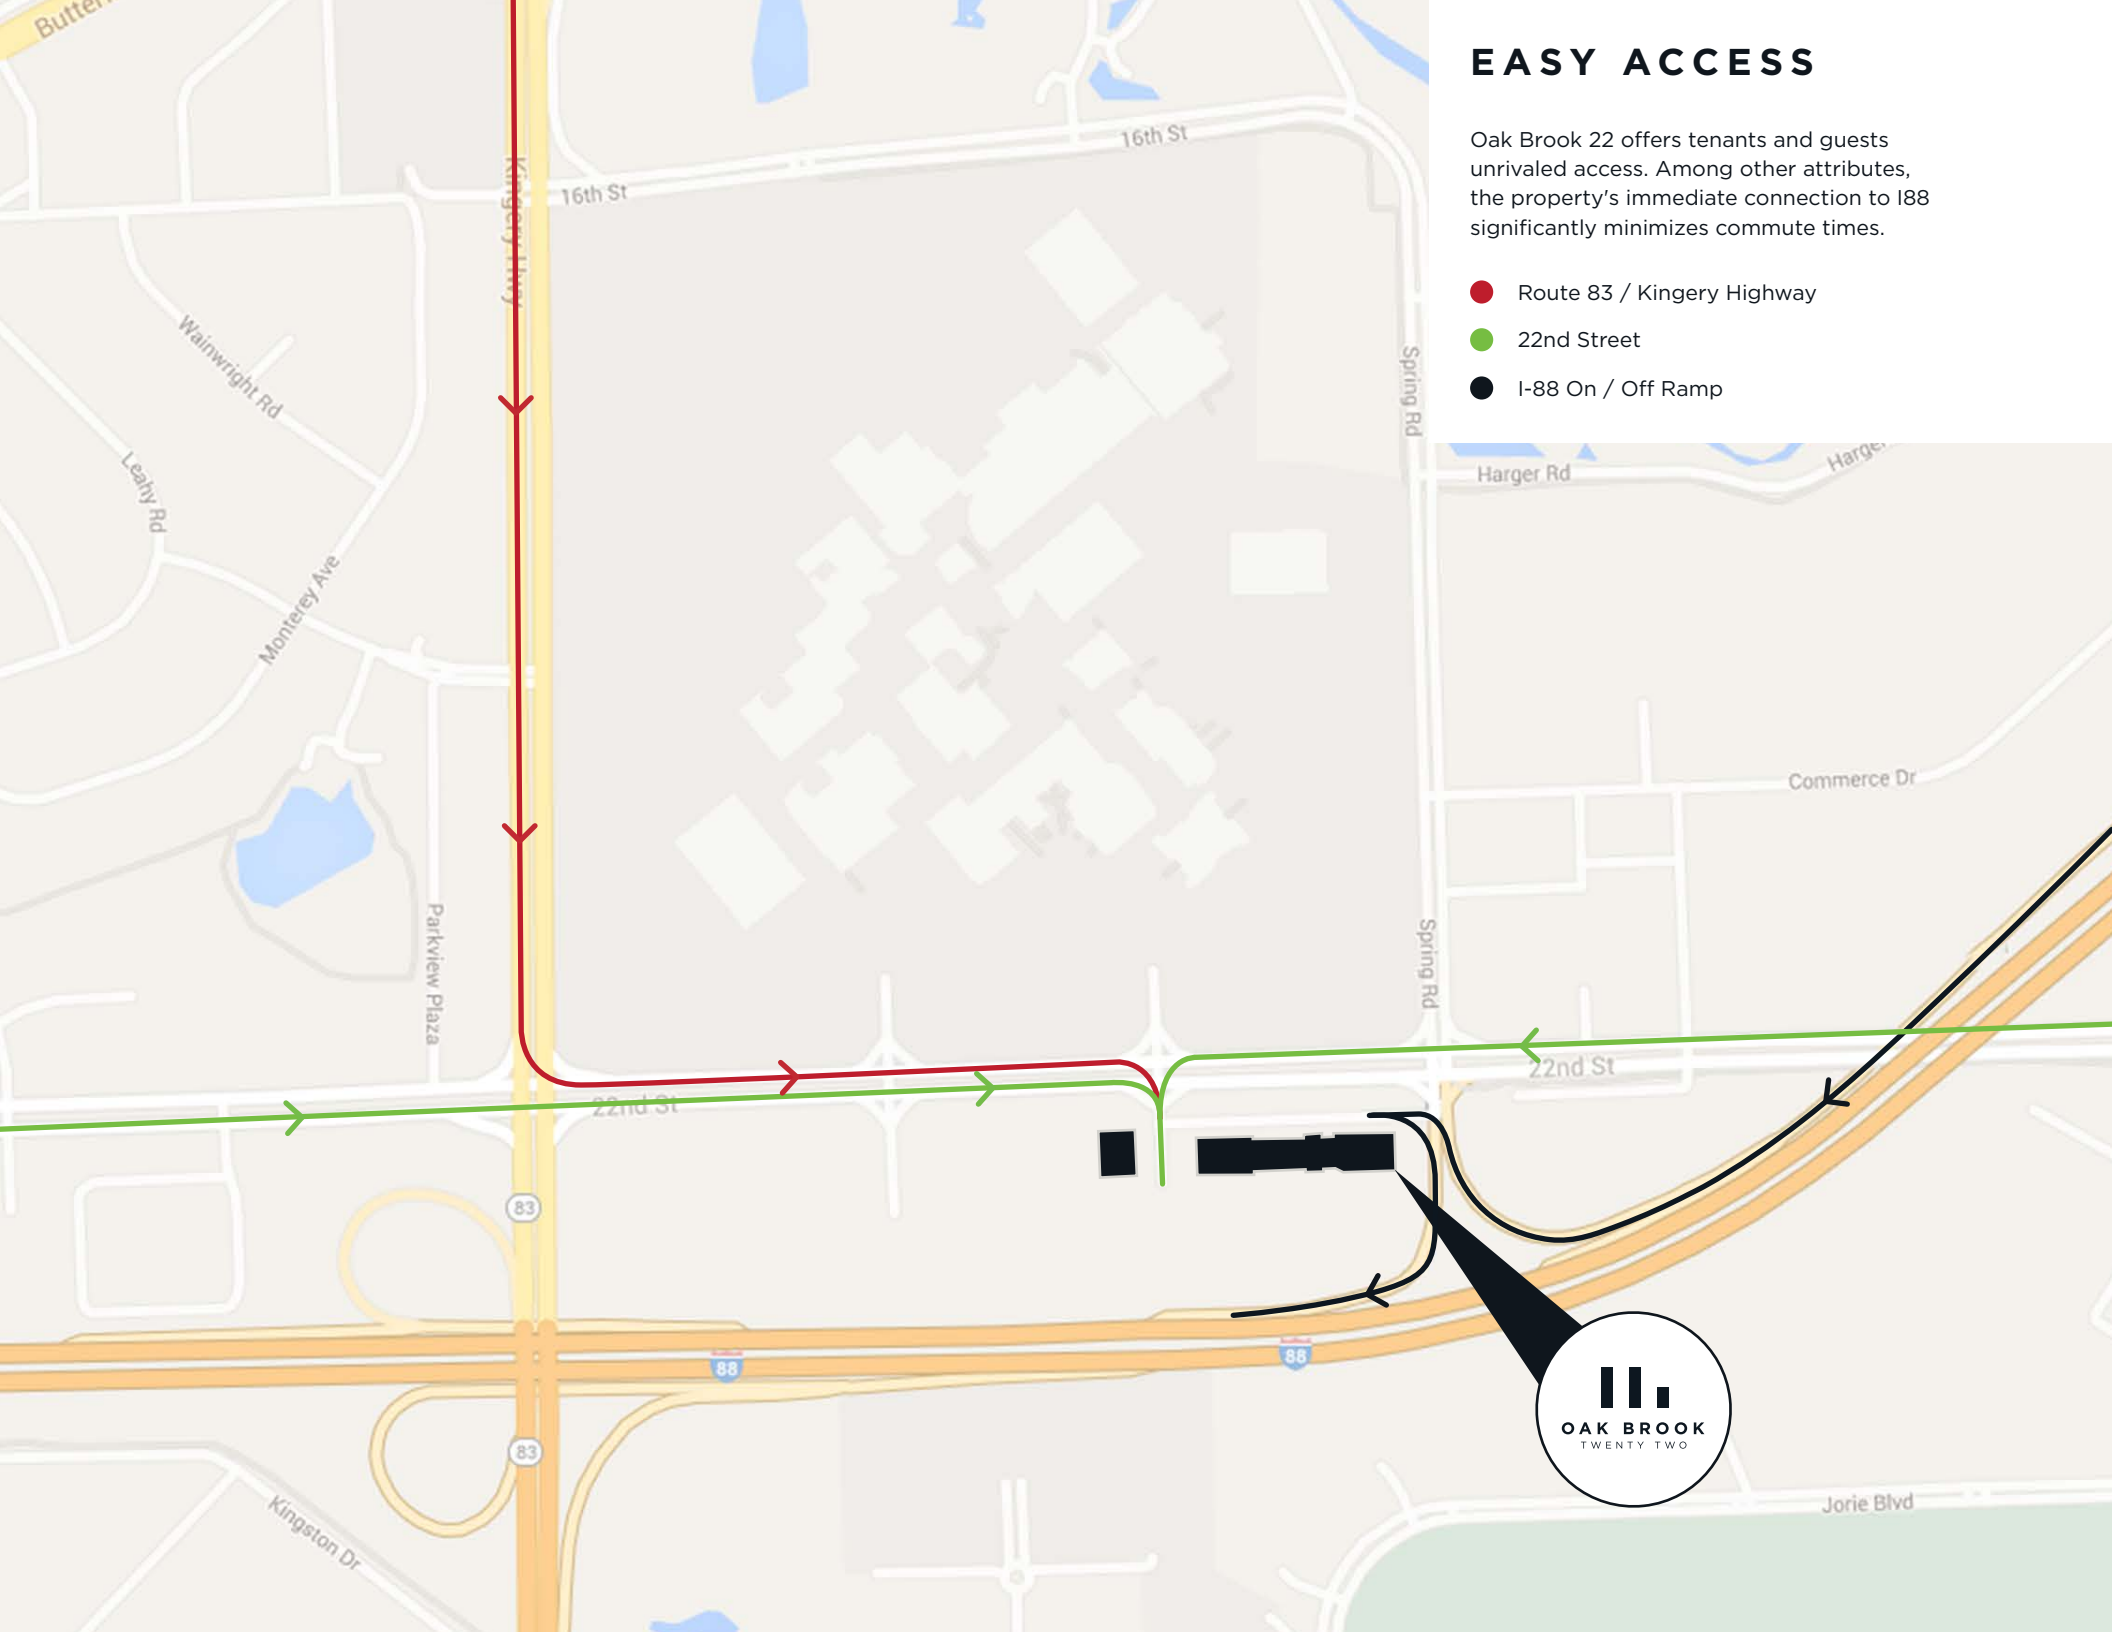 EASY ACCESS
Oak Brook 22 offers tenants and guests
unrivaled access. Among other attributes,
the property's immediate connection to I88
significantly minimizes commute times.
Route 83 / Kingery Highway
22nd Street
I-88 On / Off Ramp
Kingery Hwy
16th St
16th St
Wainwright Rd
Leahy Rd
Monterey Ave
Spring Rd
Harger Rd
Commerce Dr
Parkview Plaza
Spring Rd
22nd St
22nd St
83
88
88
83
OAK BROOK
TWENTY TWO
Kingston Dr
Jorie Blvd